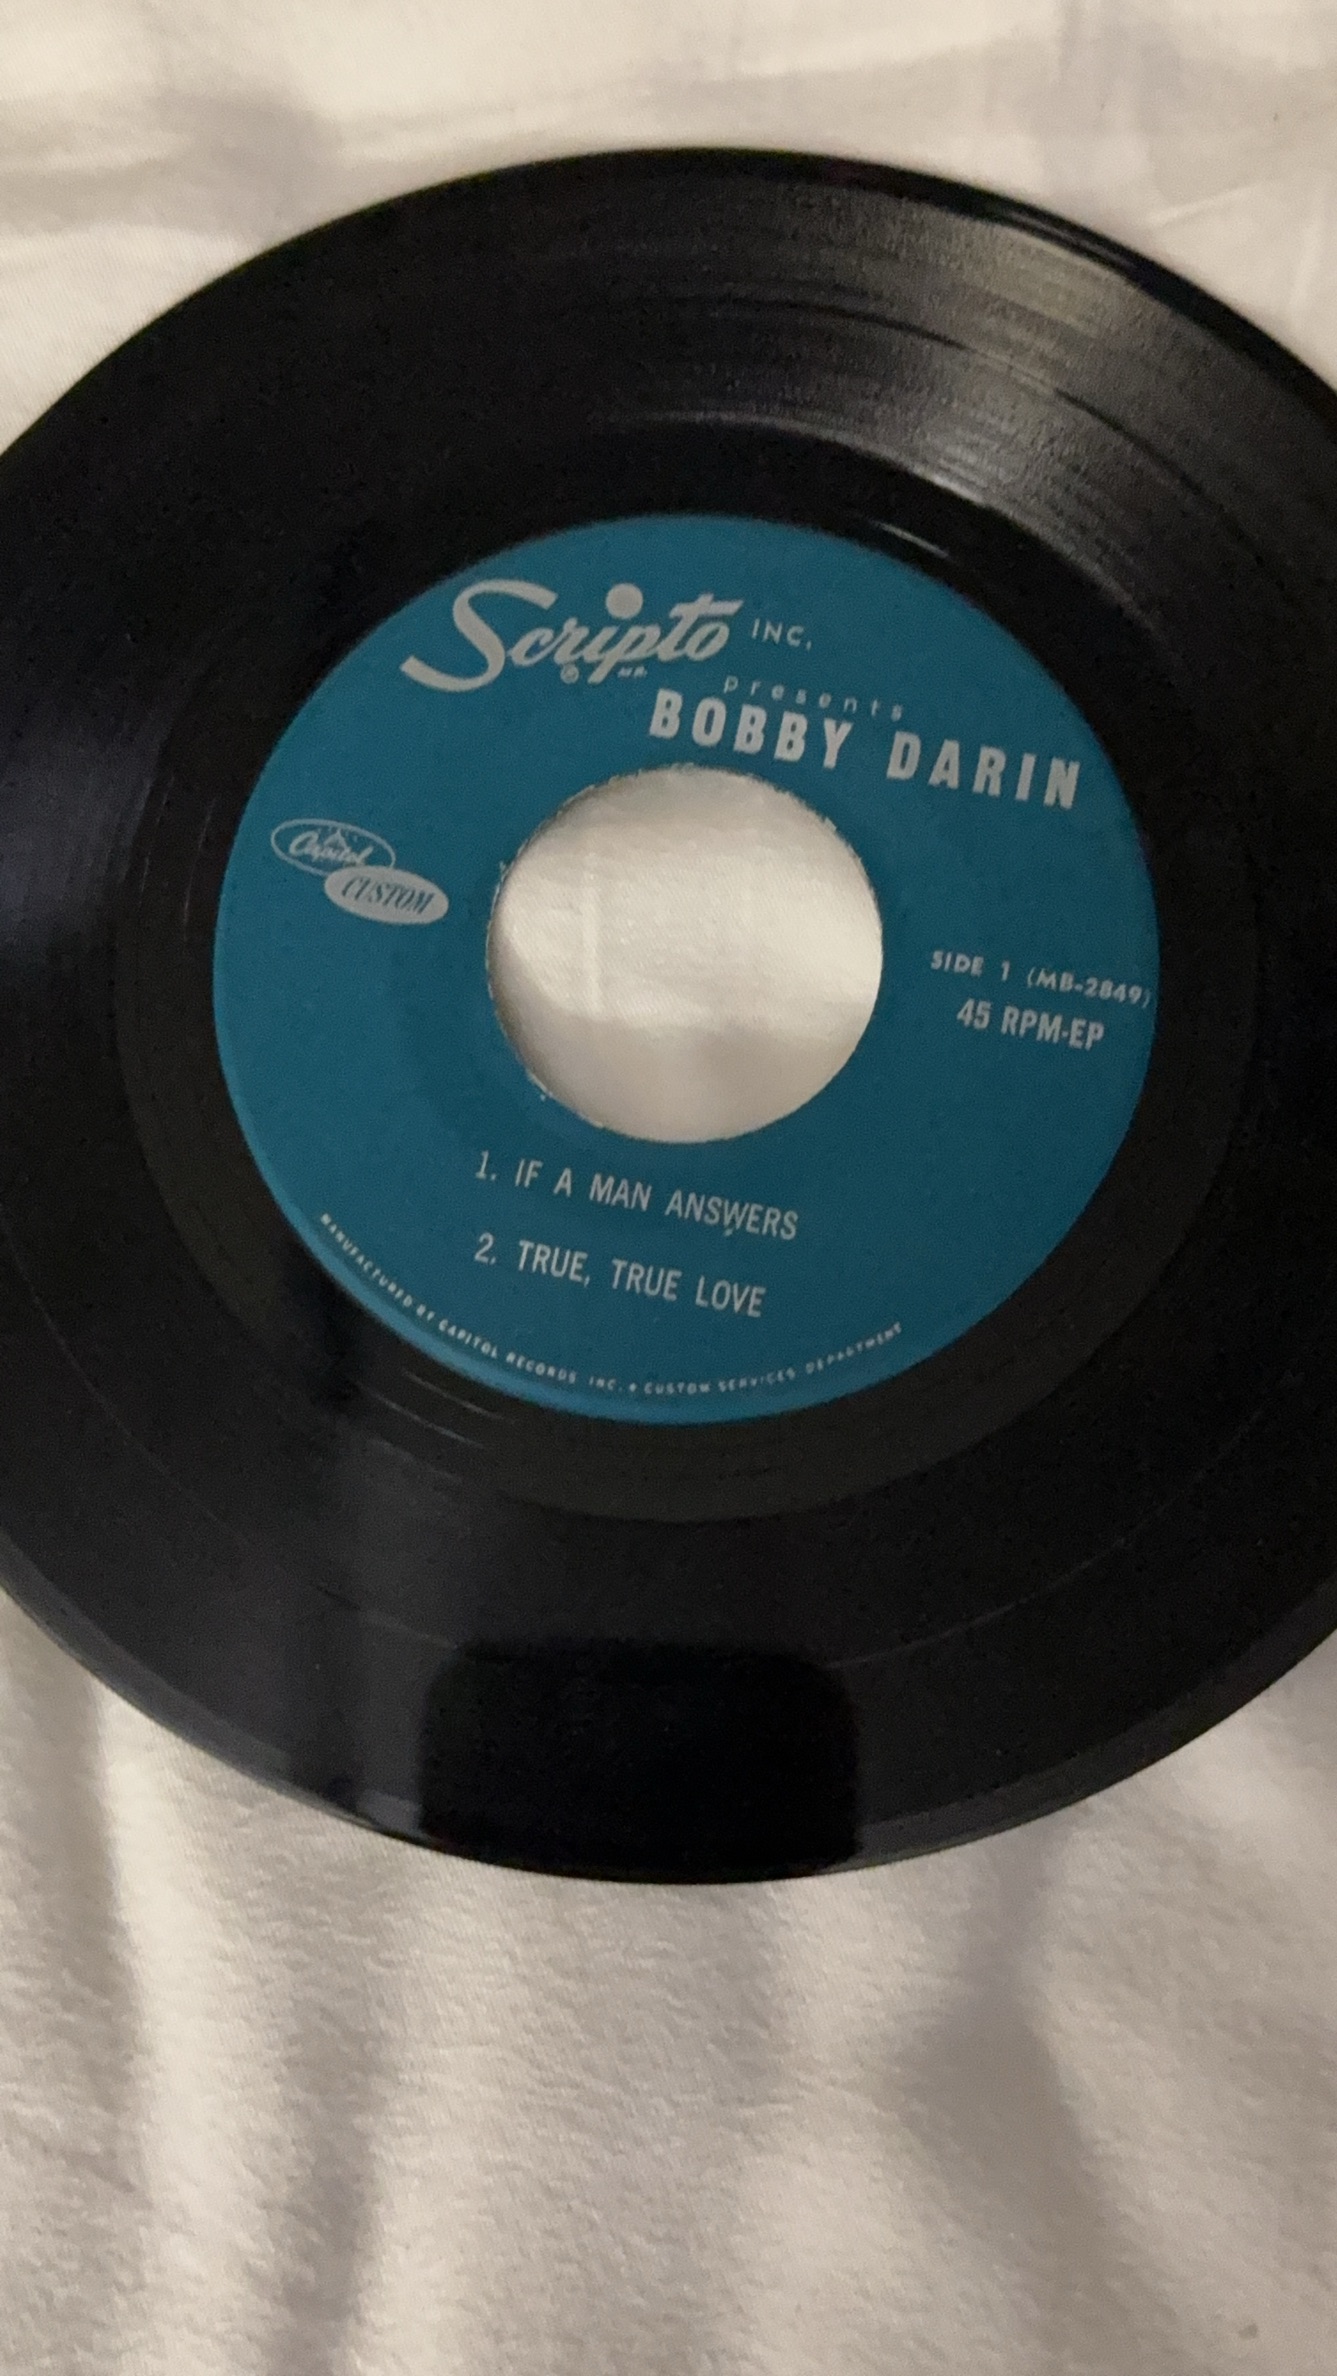 Scripto INC.
presents
BOBBY DARIN
Capitol
CUSTOM
SIDE 1 (MB-2849)
45 RPM-EP
1. IF A MAN ANSWERS
2. TRUE, TRUE LOVE
MANUFACTURED BY CAPITOL RECORDS INC. • CUSTOM SERVICES DEPARTMENT